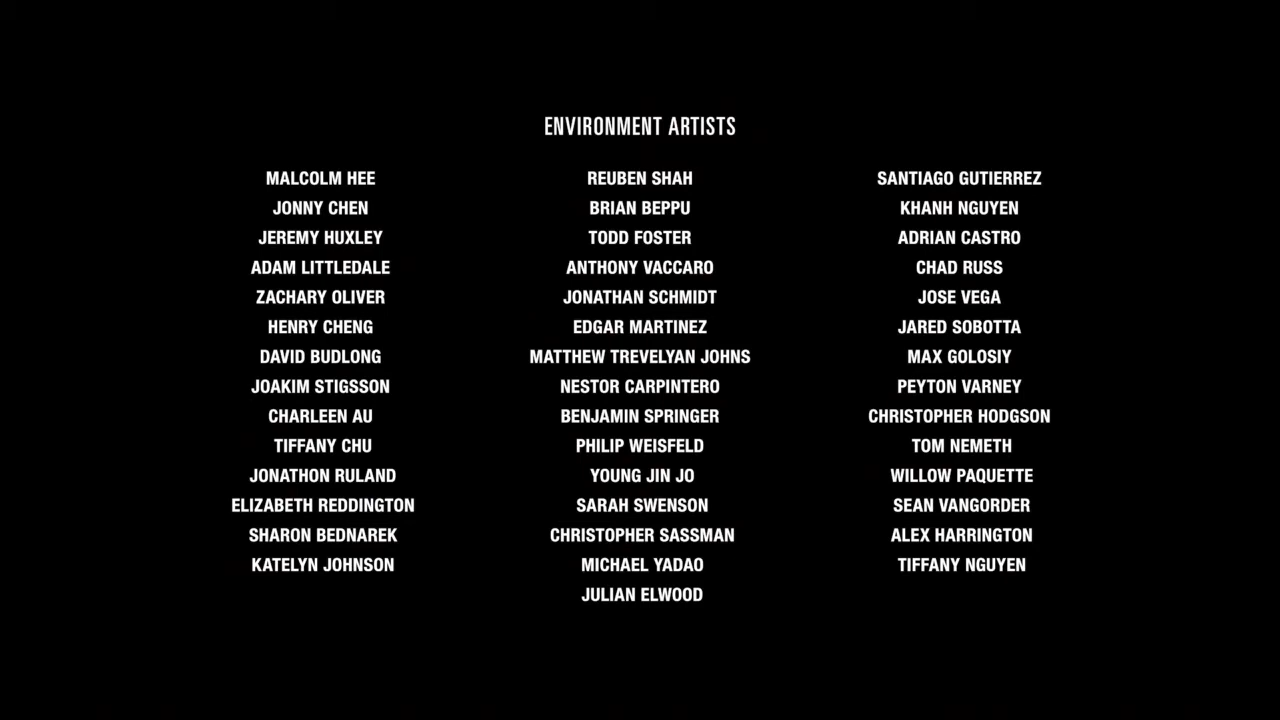 ENVIRONMENT ARTISTS
MALCOLM HEE
JONNY CHEN
JEREMY HUXLEY
ADAM LITTLEDALE
ZACHARY OLIVER
HENRY CHENG
DAVID BUDLONG
JOAKIM STIGSSON
CHARLEEN AU
TIFFANY CHU
JONATHON RULAND
ELIZABETH REDDINGTON
SHARON BEDNAREK
KATELYN JOHNSON
REUBEN SHAH
BRIAN BEPPU
TODD FOSTER
ANTHONY VACCARO
JONATHAN SCHMIDT
EDGAR MARTINEZ
MATTHEW TREVELYAN JOHNS
NESTOR CARPINTERO
BENJAMIN SPRINGER
PHILIP WEISFELD
YOUNG JIN JO
SARAH SWENSON
CHRISTOPHER SASSMAN
MICHAEL YADAO
JULIAN ELWOOD
SANTIAGO GUTIERREZ
KHANH NGUYEN
ADRIAN CASTRO
CHAD RUSS
JOSE VEGA
JARED SOBOTTA
MAX GOLOSIY
PEYTON VARNEY
CHRISTOPHER HODGSON
TOM NEMETH
WILLOW PAQUETTE
SEAN VANGORDER
ALEX HARRINGTON
TIFFANY NGUYEN